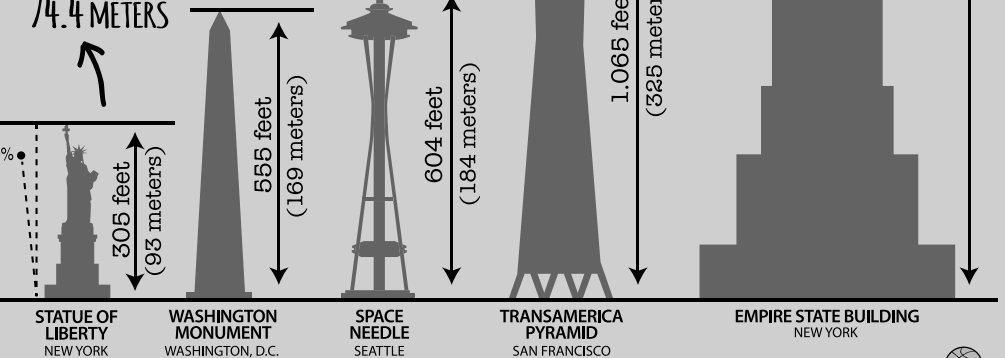 74.4 METERS
%
305 feet
(93 meters)
555 feet
(169 meters)
604 feet
(184 meters)
1.065 feet
(325 meters)
STATUE OF
LIBERTY
NEW YORK
WASHINGTON
MONUMENT
WASHINGTON, D.C.
SPACE
NEEDLE
SEATTLE
TRANSAMERICA
PYRAMID
SAN FRANCISCO
EMPIRE STATE BUILDING
NEW YORK